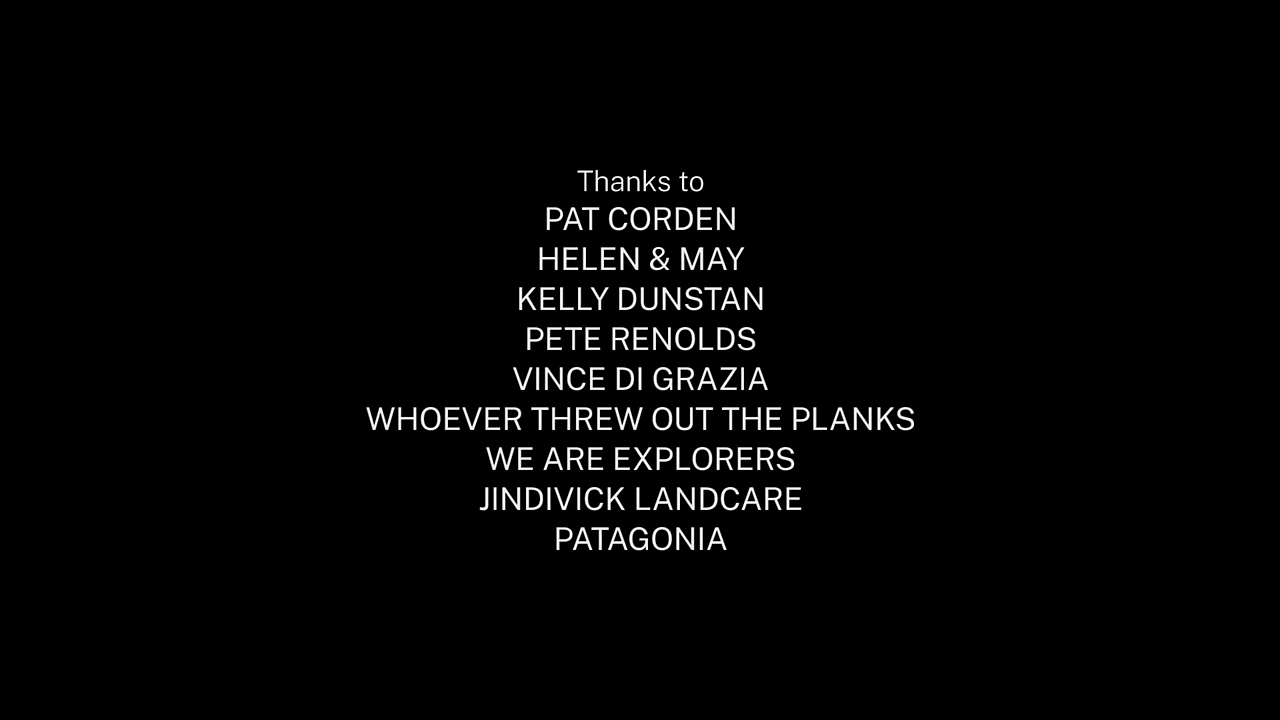 Thanks to
PAT CORDEN
HELEN & MAY
KELLY DUNSTAN
PETE RENOLDS
VINCE DI GRAZIA
WHOEVER THREW OUT THE PLANKS
WE ARE EXPLORERS
JINDIVICK LANDCARE
PATAGONIA